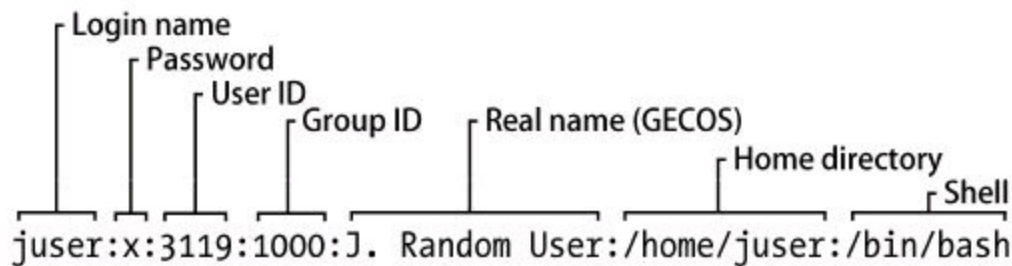 Login name
Password
User ID
Group ID
Real name (GECOS)
Home directory
Shell
juser:x:3119:1000:J. Random User:/home/juser:/bin/bash